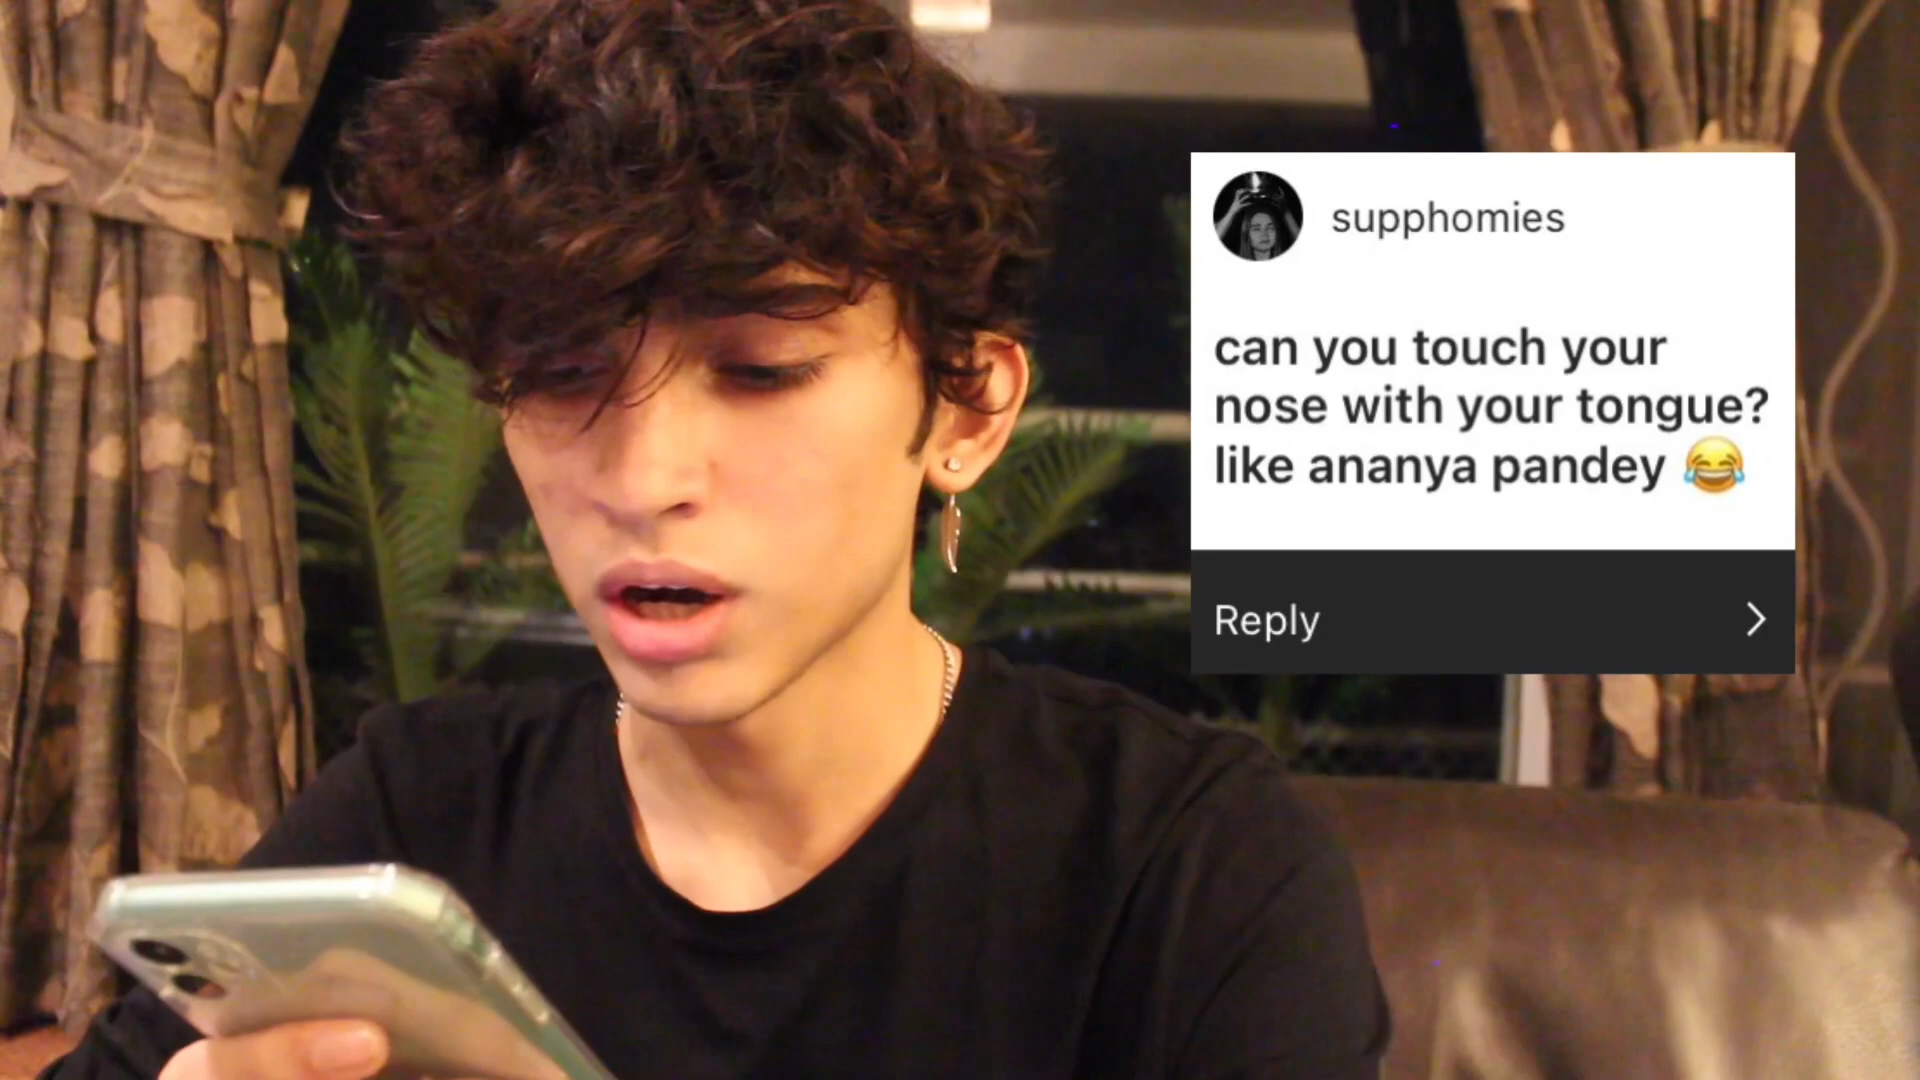 supphomies
can you touch your
nose with your tongue?
like ananya pandey 😂
Reply